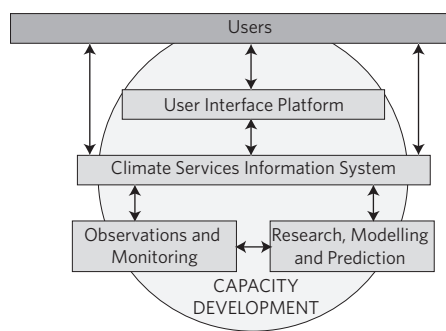 Users
User Interface Platform
Climate Services Information System
Observations and
Monitoring
Research, Modelling
and Prediction
CAPACITY
DEVELOPMENT